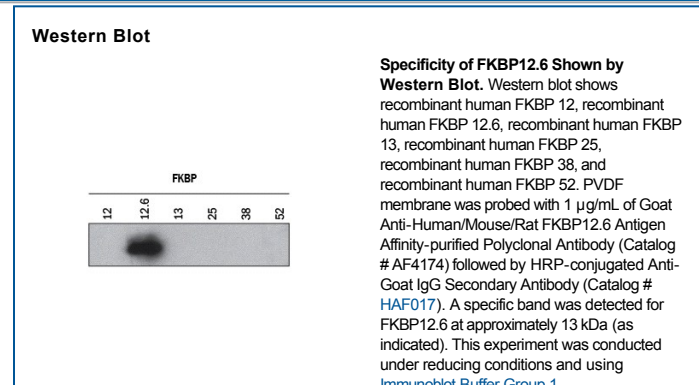 Western Blot
Specificity of FKBP12.6 Shown by
Western Blot. Western blot shows
recombinant human FKBP 12, recombinant
human FKBP 12.6, recombinant human FKBP
13, recombinant human FKBP 25,
recombinant human FKBP 38, and
recombinant human FKBP 52. PVDF
membrane was probed with 1 µg/mL of Goat
Anti-Human/Mouse/Rat FKBP12.6 Antigen
Affinity-purified Polyclonal Antibody (Catalog
# AF4174) followed by HRP-conjugated Anti-
Goat IgG Secondary Antibody (Catalog #
HAF017). A specific band was detected for
FKBP12.6 at approximately 13 kDa (as
indicated). This experiment was conducted
under reducing conditions and using
Immunoblot Buffer Group 1
FKBP
12 12.6 13 25 38 52